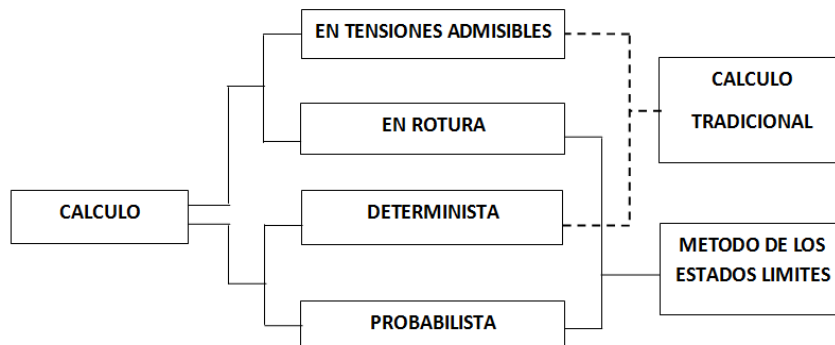 EN TENSIONES ADMISIBLES
CALCULO
TRADICIONAL
EN ROTURA
CALCULO
DETERMINISTA
METODO DE LOS
ESTADOS LIMITES
PROBABILISTA